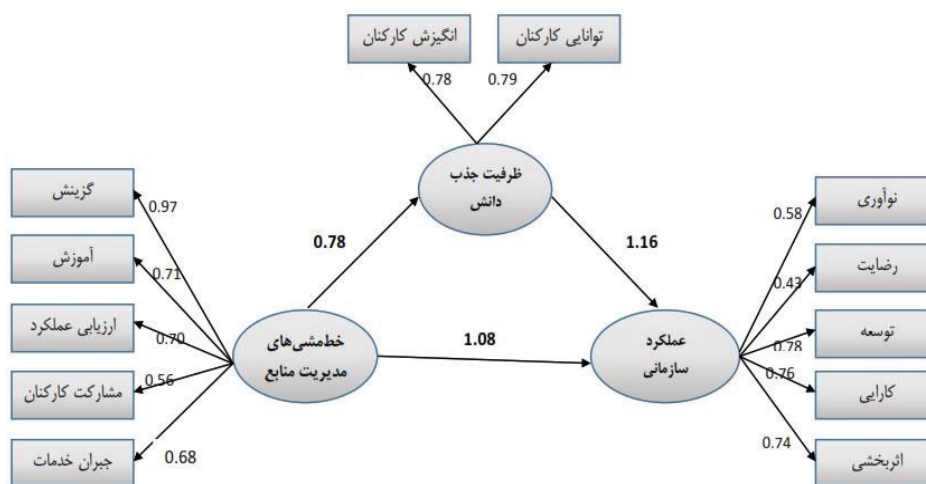 انگیزش کارکنان
توانایی کارکنان
0.78
0.79
ظرفیت جذب
دانش
گزینش
0.97
آموزش
0.71
ارزیابی عملکرد
0.70
مشارکت کارکنان
0.56
جبران خدمات
0.68
0.78
خط‌مشی‌های
مدیریت منابع
1.08
1.16
عملکرد
سازمانی
نوآوری
0.58
رضایت
0.43
توسعه
0.78
کارایی
0.76
اثربخشی
0.74